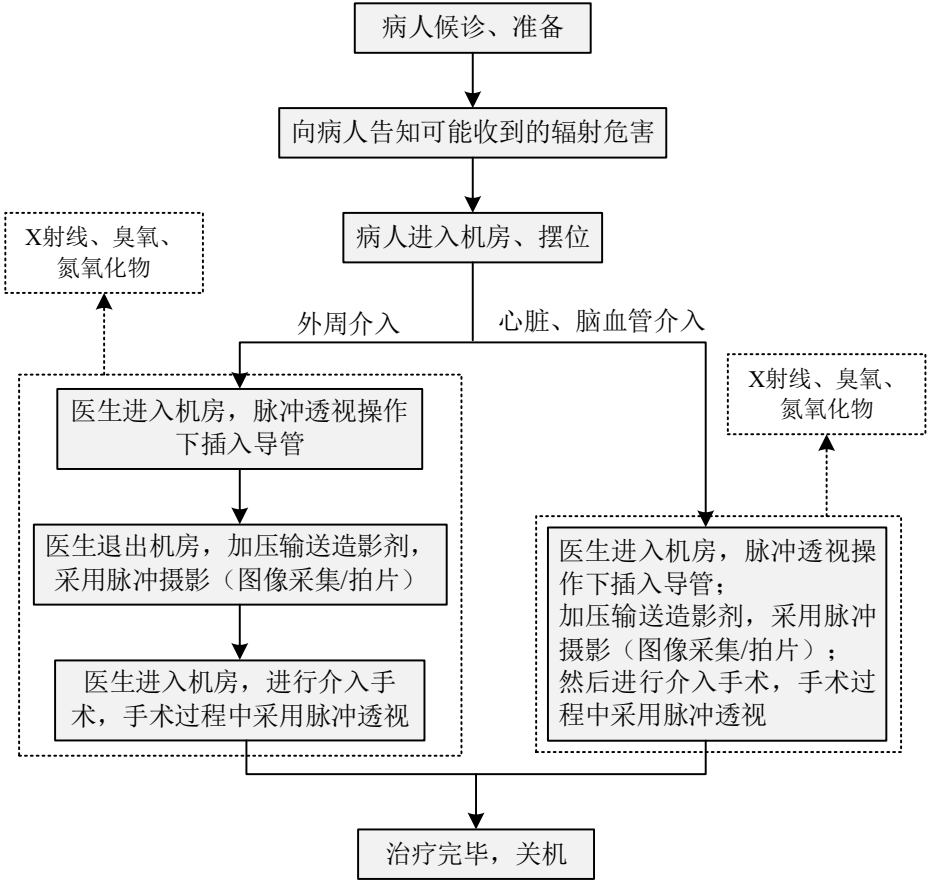 病人候诊、准备
向病人告知可能收到的辐射危害
病人进入机房、摆位
X射线、臭氧、
氮氧化物
外周介入
心脏、脑血管介入
医生进入机房，脉冲透视操作
下插入导管
医生退出机房，加压输送造影剂，
采用脉冲摄影（图像采集/拍片）
医生进入机房，进行介入手
术，手术过程中采用脉冲透视
X射线、臭氧、
氮氧化物
医生进入机房，脉冲透视操
作下插入导管；
加压输送造影剂，采用脉冲
摄影（图像采集/拍片）；
然后进行介入手术，手术过
程中采用脉冲透视
治疗完毕，关机